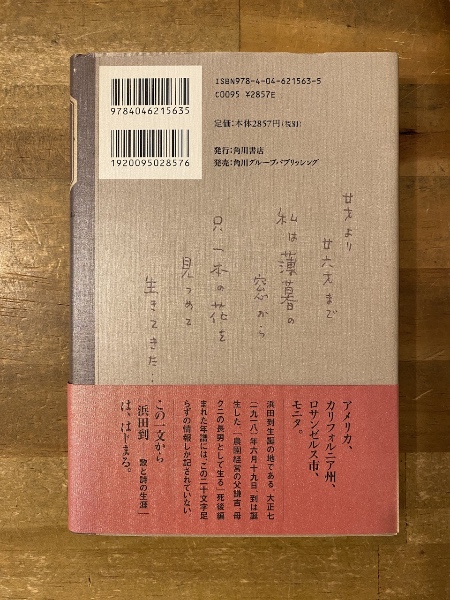 ISBN978-4-04-621563-5
C0095 ¥2857E
定価:本体2857円(税別)
発行:角川書店
発売:角川グループパブリッシング
9784046215635
1920095028576
廿才より
廿六才まで
私は薄暮の
窓から
只一本の花を
見つめて
生きてきた…
アメリカ、
カリフォルニア州、
ロサンゼルス市、
モニタ。
浜田到生誕の地である。大正七
(一九一八)年六月十九日、到は誕
生した。「農園経営の父謙吉、母
クニの長男として生る」死後編
まれた年譜には、この二十文字足
らずの情報しか記されていない
この一文から
「浜田到 歌と詩の生涯」
は、はじまる。